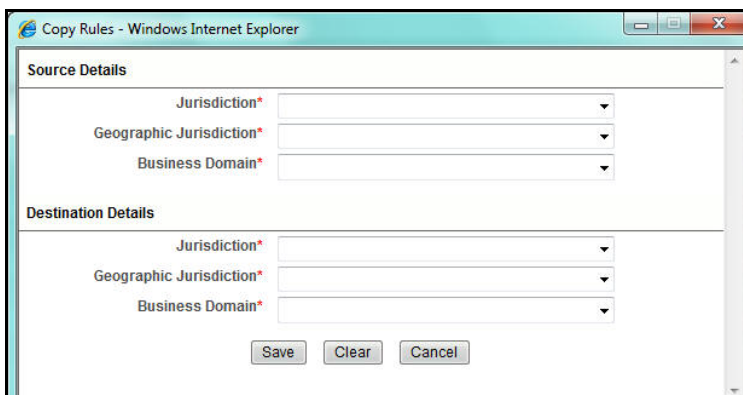 Copy Rules - Windows Internet Explorer
Source Details
Jurisdiction*
Geographic Jurisdiction*
Business Domain*
Destination Details
Jurisdiction*
Geographic Jurisdiction*
Business Domain*
Save Clear Cancel